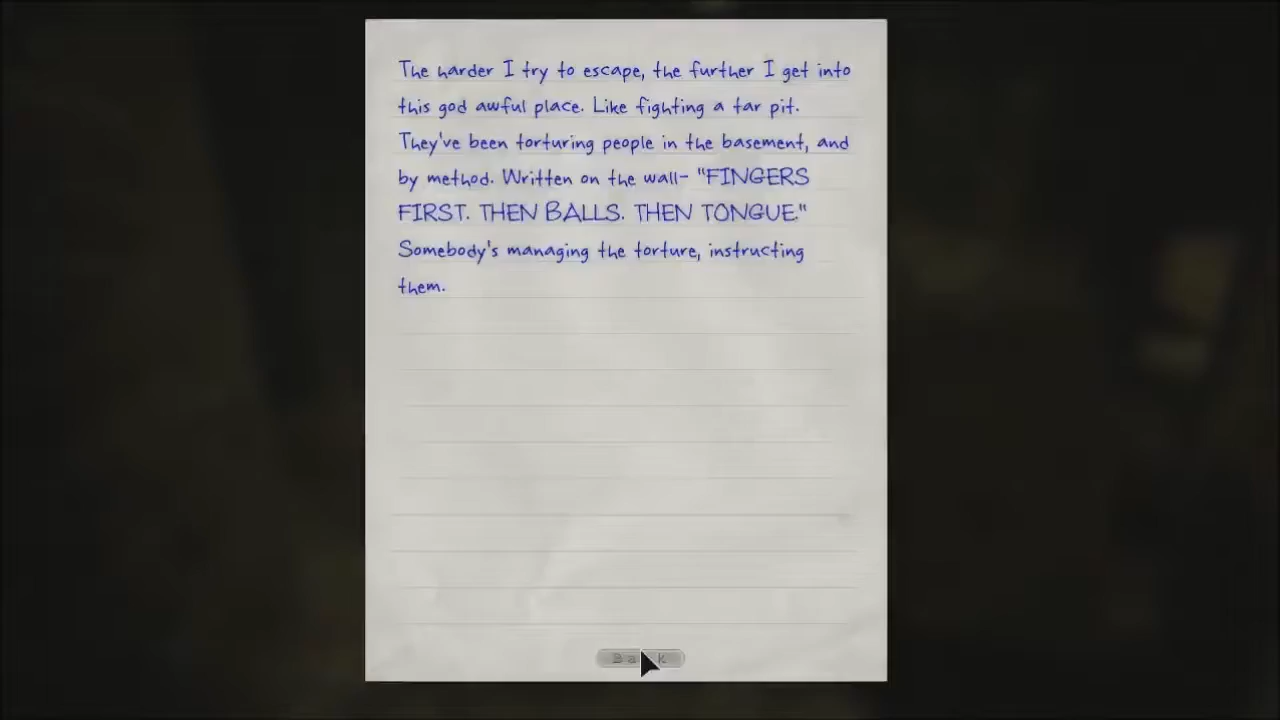 The harder I try to escape, the further I get into
this god awful place. Like fighting a tar pit.
They've been torturing people in the basement, and
by method. Written on the wall- "FINGERS
FIRST. THEN BALLS. THEN TONGUE."
Somebody's managing the torture, instructing
them.
Back